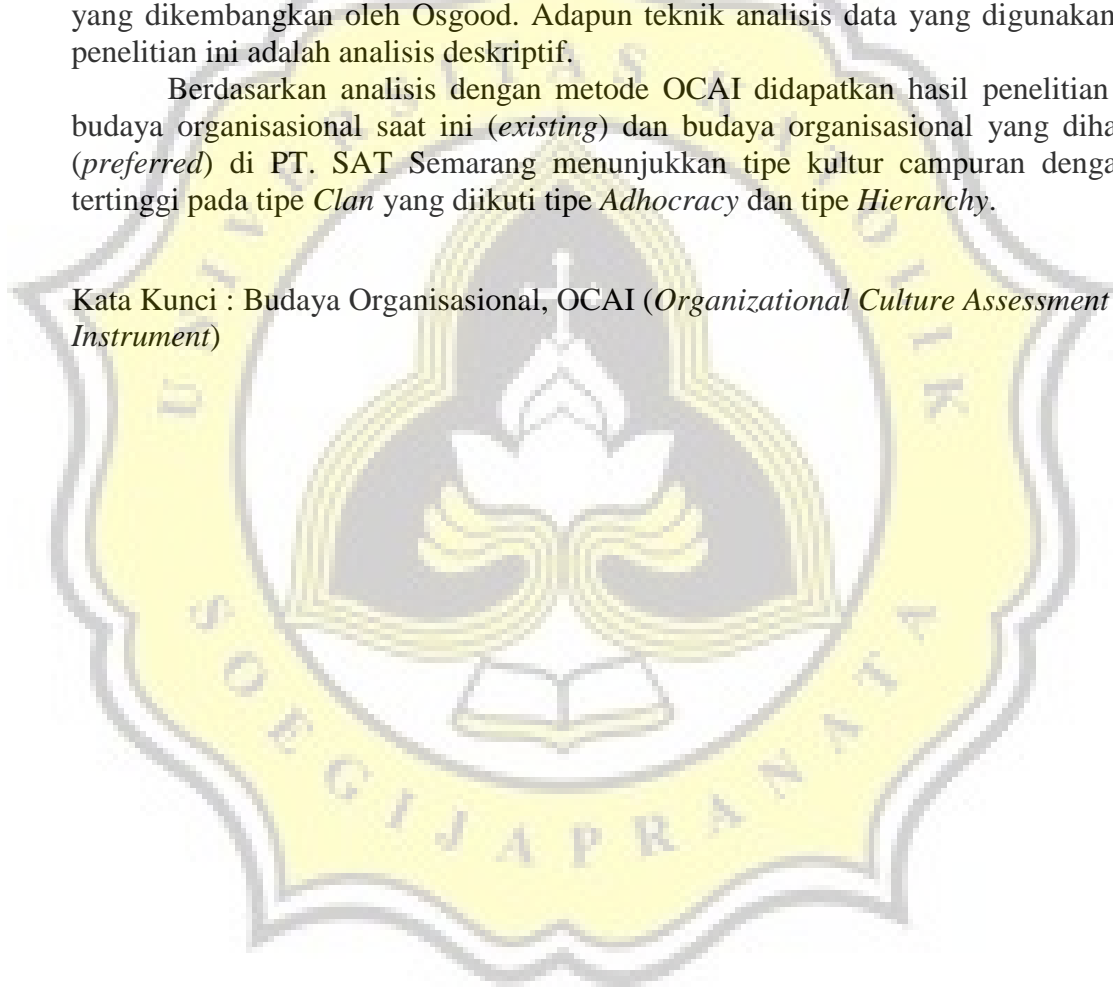 yang dikembangkan oleh Osgood. Adapun teknik analisis data yang digunakan
penelitian ini adalah analisis deskriptif.
Berdasarkan analisis dengan metode OCAI didapatkan hasil penelitian
budaya organisasional saat ini (existing) dan budaya organisasional yang diha
(preferred) di PT. SAT Semarang menunjukkan tipe kultur campuran denga
tertinggi pada tipe Clan yang diikuti tipe Adhocracy dan tipe Hierarchy.
Kata Kunci : Budaya Organisasional, OCAI (Organizational Culture Assessment
Instrument)
UNIVERSITAS KATOLIK
SOEGIJAPRANATA